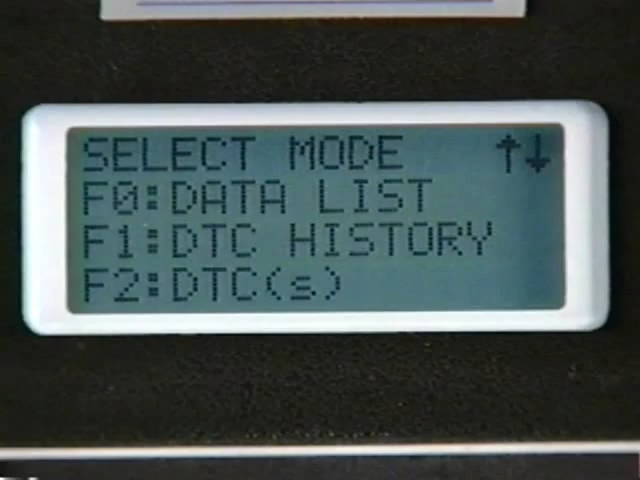 SELECT MODE ↑↓
F0:DATA LIST
F1:DTC HISTORY
F2:DTC(s)